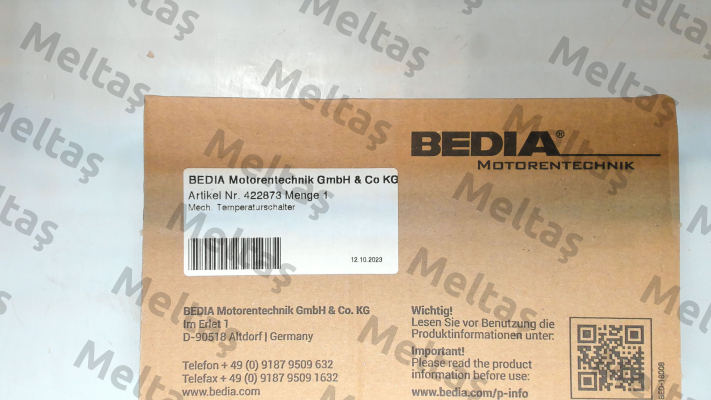 BEDIA®
MOTORENTECHNIK
BEDIA Motorentechnik GmbH & Co KG
Artikel Nr. 422873 Menge 1
Mech. Temperaturschalter
12.10.2023
BEDIA Motorentechnik GmbH & Co. KG
Im Erlet 1
D-90518 Altdorf | Germany
Telefon + 49 (0) 9187 9509 632
Telefax + 49 (0) 9187 9509 1632
www.bedia.com
Wichtig!
Lesen Sie vor Benutzung die
Produktinformationen unter:
Important!
Please read the product
information before use:
www.bedia.com/p-info
Meltaş